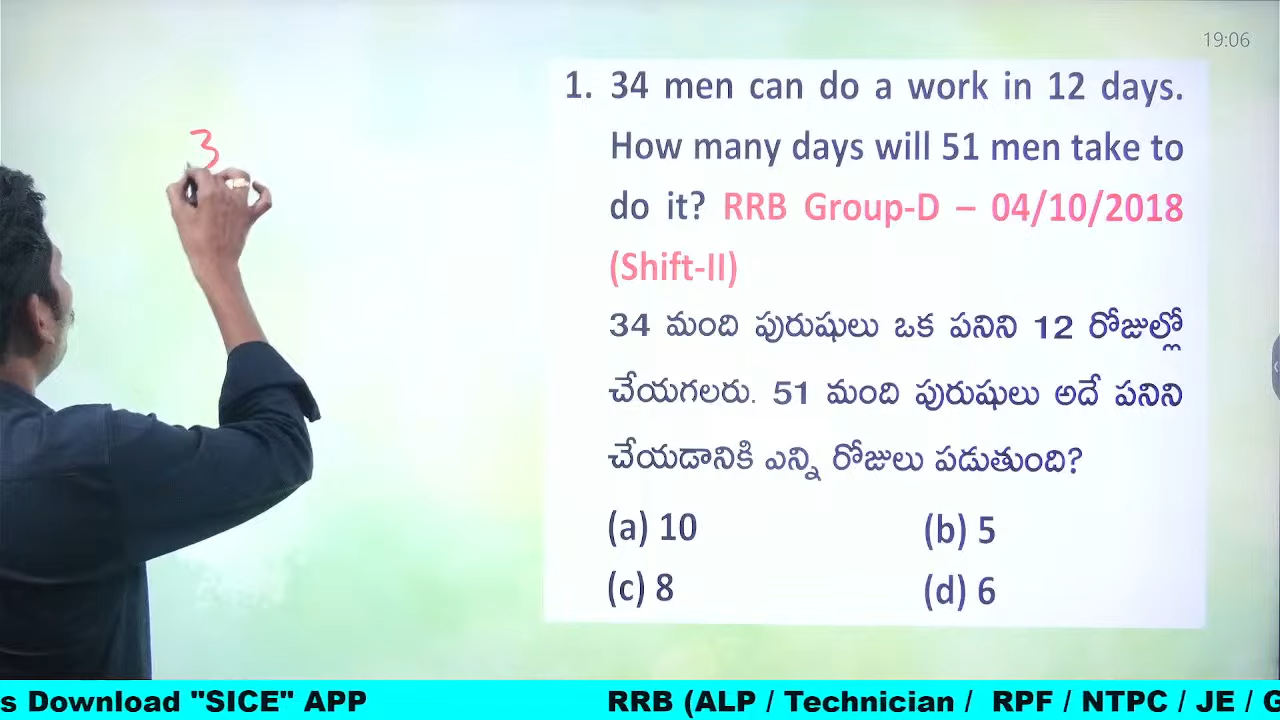 19:06
3
1. 34 men can do a work in 12 days.
How many days will 51 men take to
do it? RRB Group-D – 04/10/2018
(Shift-II)
34 మంది పురుషులు ఒక పనిని 12 రోజుల్లో
చేయగలరు. 51 మంది పురుషులు అదే పనిని
చేయడానికి ఎన్ని రోజులు పడుతుంది?
(a) 10 (b) 5
(c) 8 (d) 6
s Download "SICE" APP RRB (ALP / Technician / RPF / NTPC / JE / G